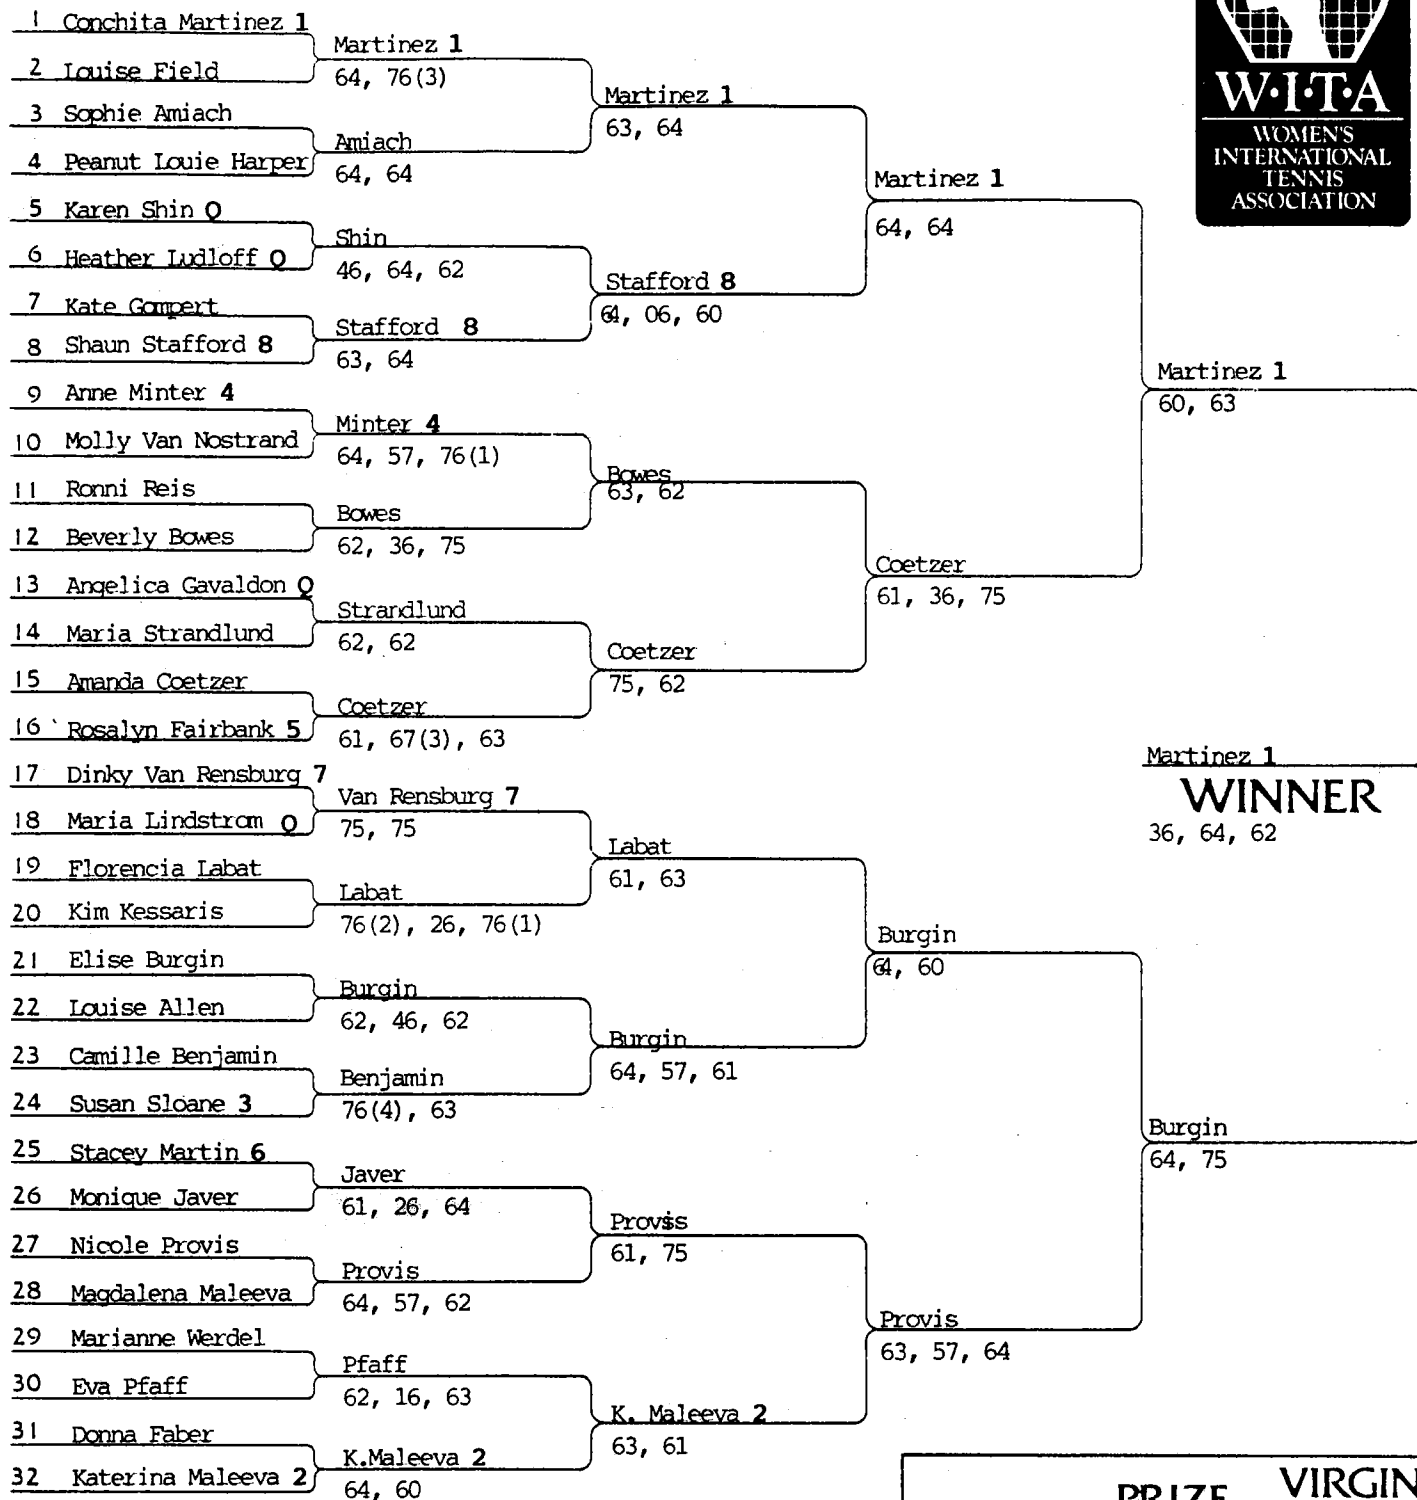 1 Conchita Martinez 1
2 Louise Field
3 Sophie Amiach
4 Peanut Louie Harper
5 Karen Shin Q
6 Heather Ludloff Q
7 Kate Gompert
8 Shaun Stafford 8
9 Anne Minter 4
10 Molly Van Nostrand
11 Ronni Reis
12 Beverly Bowes
13 Angelica Gavaldon Q
14 Maria Strandlund
15 Amanda Coetzer
16 Rosalyn Fairbank 5
17 Dinky Van Rensburg 7
18 Maria Lindstrom Q
19 Florencia Labat
20 Kim Kessaris
21 Elise Burgin
22 Louise Allen
23 Camille Benjamin
24 Susan Sloane 3
25 Stacey Martin 6
26 Monique Javer
27 Nicole Provis
28 Magdalena Maleeva
29 Marianne Werdel
30 Eva Pfaff
31 Donna Faber
32 Katerina Maleeva 2
Martinez 1
64, 76(3)
Amiach
64, 64
Shin
46, 64, 62
Stafford 8
63, 64
Minter 4
64, 57, 76(1)
Bowes
62, 36, 75
Strandlund
62, 62
Coetzer
61, 67(3), 63
Van Rensburg 7
75, 75
Labat
76(2), 26, 76(1)
Burgin
62, 46, 62
Benjamin
76(4), 63
Javer
61, 26, 64
Provis
64, 57, 62
Pfaff
62, 16, 63
K.Maleeva 2
64, 60
Martinez 1
63, 64
Stafford 8
64, 06, 60
Bowes
63, 62
Coetzer
75, 62
Labat
61, 63
Burgin
64, 57, 61
Provis
61, 75
K. Maleeva 2
63, 61
Martinez 1
64, 64
Coetzer
61, 36, 75
Burgin
64, 60
Provis
63, 57, 64
Martinez 1
60, 63
Burgin
64, 75
Martinez 1
WINNER
36, 64, 62
W·I·T·A
WOMEN'S
INTERNATIONAL
TENNIS
ASSOCIATION
PRIZE VIRGIN